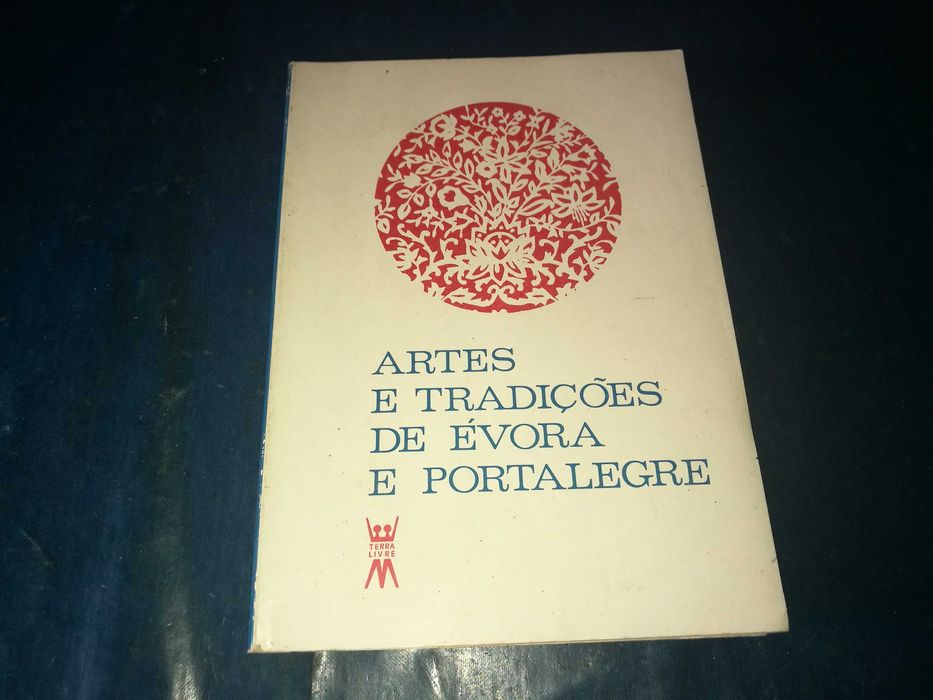 ARTES
E TRADIÇÕES
DE ÉVORA
E PORTALEGRE
TERRA
LIVRE